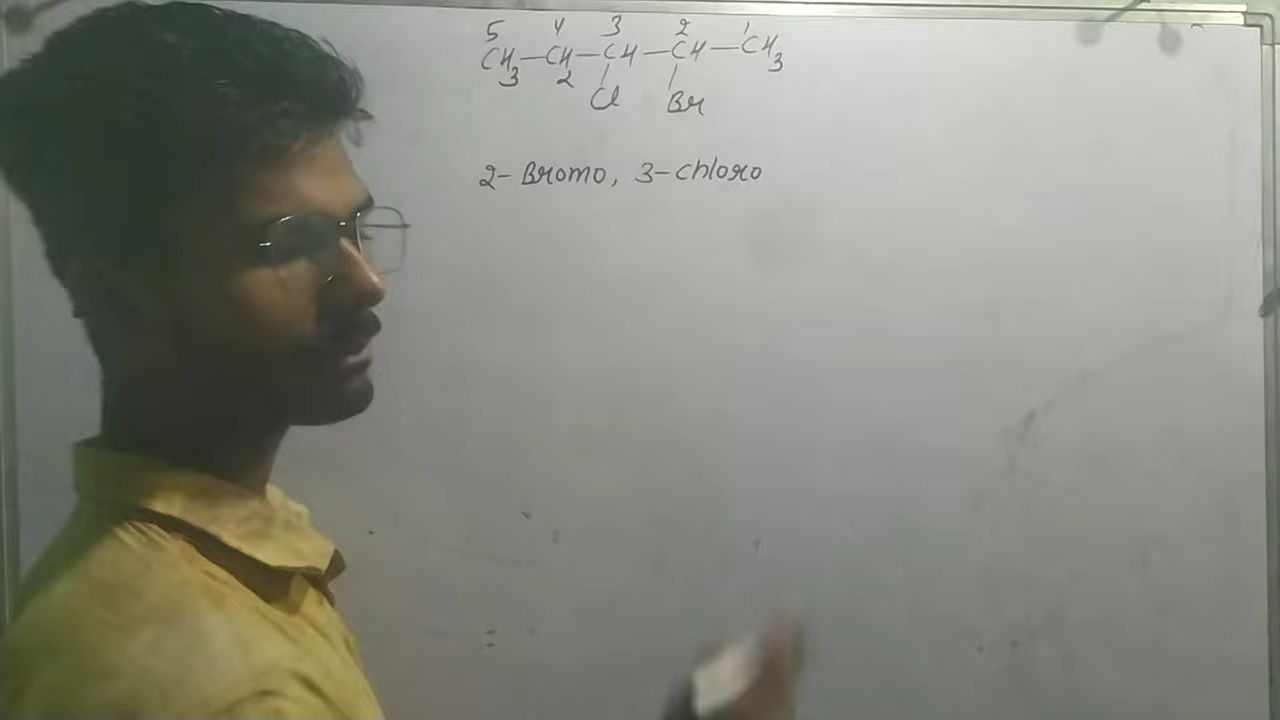 5 4 3 2 1
CH3—CH2—CH—CH—CH3
Cl Br
2- Bromo, 3-chloro